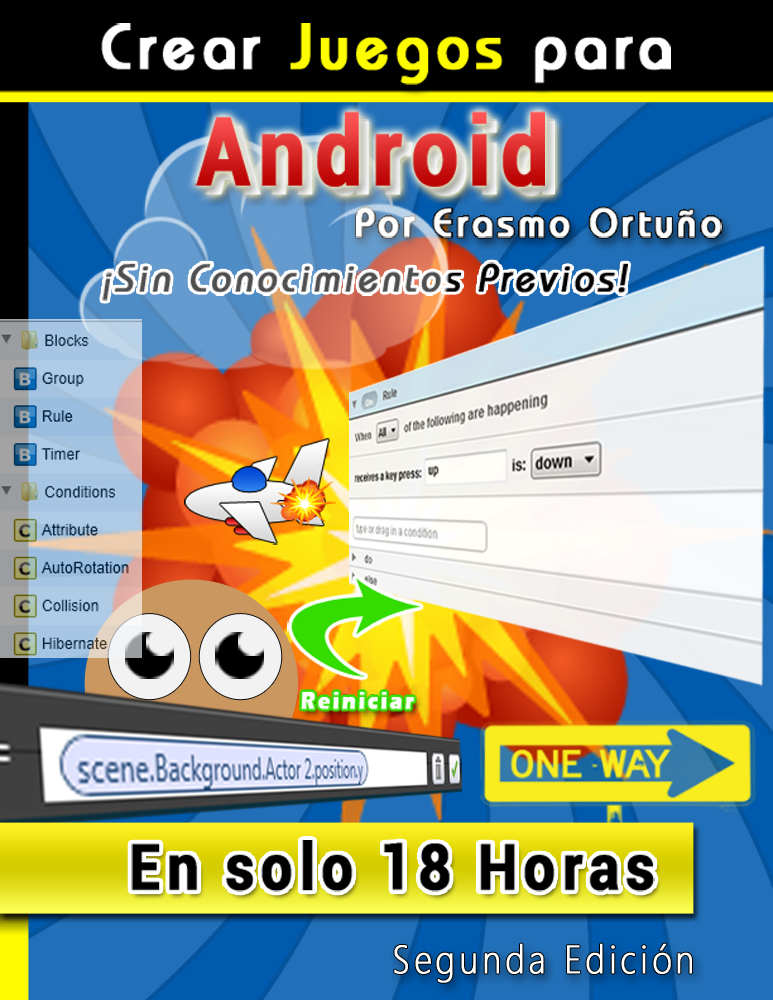 Crear Juegos para
Android
Por Erasmo Ortuño
¡Sin Conocimientos Previos!
Blocks
B Group
B Rule
B Timer
Conditions
C Attribute
C AutoRotation
C Collision
C Hibernate
On Rule
When All of the following are happening
receives a key press: up is: down
type or drag in a condition
do
else
Reiniciar
scene.Background.Actor 2.position.y
ONE WAY
En solo 18 Horas
Segunda Edición